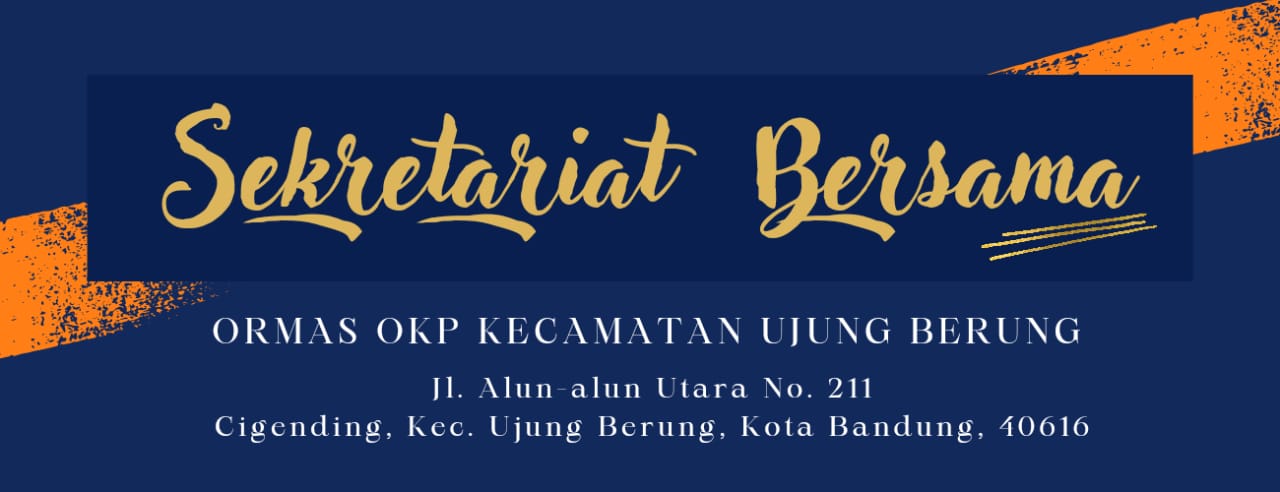 Sekretariat Bersama
ORMAS OKP KECAMATAN UJUNG BERUNG
Jl. Alun-alun Utara No. 211
Cigending, Kec. Ujung Berung, Kota Bandung, 40616